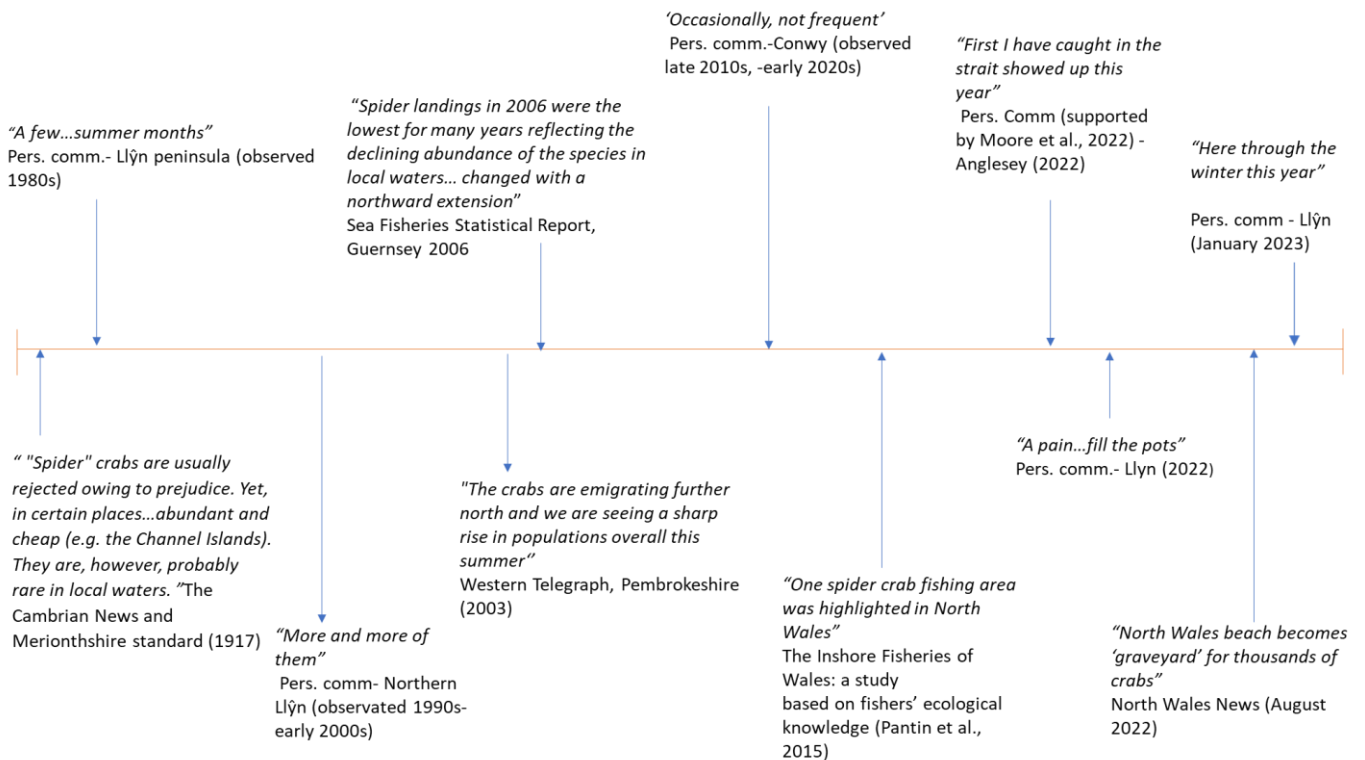 “A few...summer months”
Pers. comm.- Llŷn peninsula (observed
1980s)
“Spider landings in 2006 were the
lowest for many years reflecting the
declining abundance of the species in
local waters... changed with a
northward extension”
Sea Fisheries Statistical Report,
Guernsey 2006
‘Occasionally, not frequent’
Pers. comm.-Conwy (observed
late 2010s, -early 2020s)
“First I have caught in the
strait showed up this
year”
Pers. Comm (supported
by Moore et al., 2022) -
Anglesey (2022)
“Here through the
winter this year”
Pers. comm - Llŷn
(January 2023)
“ "Spider" crabs are usually
rejected owing to prejudice. Yet,
in certain places...abundant and
cheap (e.g. the Channel Islands).
They are, however, probably
rare in local waters. ”The
Cambrian News and
Merionthshire standard (1917)
“More and more of
them”
Pers. comm- Northern
Llŷn (observated 1990s-
early 2000s)
"The crabs are emigrating further
north and we are seeing a sharp
rise in populations overall this
summer”
Western Telegraph, Pembrokeshire
(2003)
“One spider crab fishing area
was highlighted in North
Wales”
The Inshore Fisheries of
Wales: a study
based on fishers’ ecological
knowledge (Pantin et al.,
2015)
“A pain...fill the pots”
Pers. comm.- Llyn (2022)
“North Wales beach becomes
‘graveyard’ for thousands of
crabs”
North Wales News (August
2022)